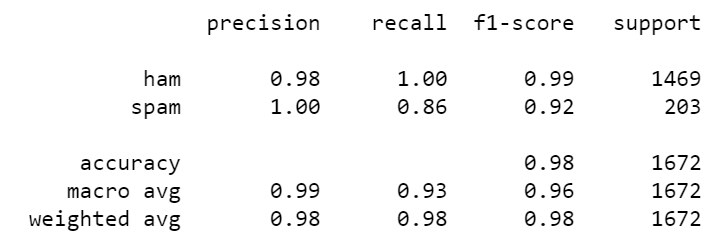 precision recall f1-score support
ham 0.98 1.00 0.99 1469
spam 1.00 0.86 0.92 203
accuracy 0.98 1672
macro avg 0.99 0.93 0.96 1672
weighted avg 0.98 0.98 0.98 1672